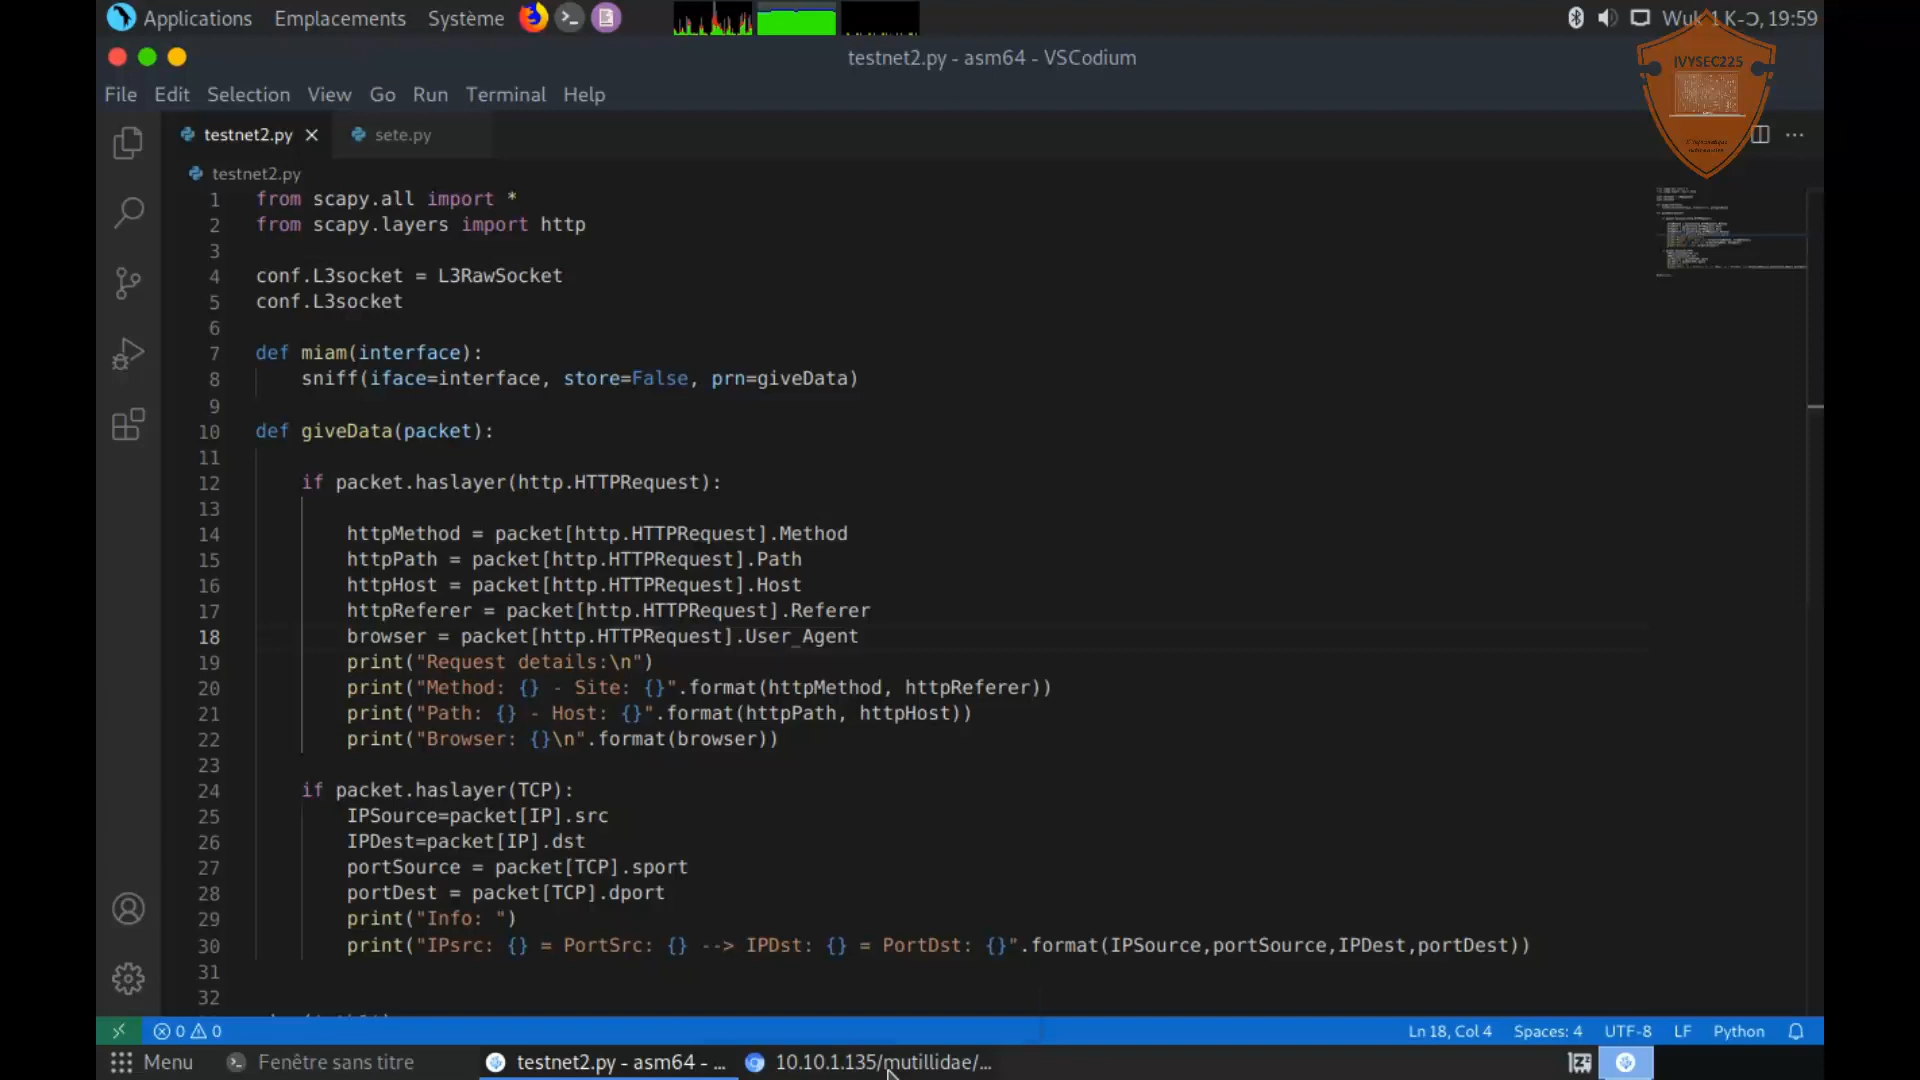 Applications Emplacements Système Wuk 1 K-Ɔ, 19:59
testnet2.py - asm64 - VSCodium
IVYSEC225
File Edit Selection View Go Run Terminal Help
testnet2.py sete.py
testnet2.py
1 from scapy.all import *
2 from scapy.layers import http
3
4 conf.L3socket = L3RawSocket
5 conf.L3socket
6
7 def miam(interface):
8 sniff(iface=interface, store=False, prn=giveData)
9
10 def giveData(packet):
11
12 if packet.haslayer(http.HTTPRequest):
13
14 httpMethod = packet[http.HTTPRequest].Method
15 httpPath = packet[http.HTTPRequest].Path
16 httpHost = packet[http.HTTPRequest].Host
17 httpReferer = packet[http.HTTPRequest].Referer
18 browser = packet[http.HTTPRequest].User_Agent
19 print("Request details:\n")
20 print("Method: {} - Site: {}".format(httpMethod, httpReferer))
21 print("Path: {} - Host: {}".format(httpPath, httpHost))
22 print("Browser: {}\n".format(browser))
23
24 if packet.haslayer(TCP):
25 IPSource=packet[IP].src
26 IPDest=packet[IP].dst
27 portSource = packet[TCP].sport
28 portDest = packet[TCP].dport
29 print("Info: ")
30 print("IPsrc: {} = PortSrc: {} --> IPDst: {} = PortDst: {}".format(IPSource,portSource,IPDest,portDest))
31
32
0 0 Ln 18, Col 4 Spaces: 4 UTF-8 LF Python
Menu Fenêtre sans titre testnet2.py - asm64 - ... 10.10.1.135/mutillidae/...